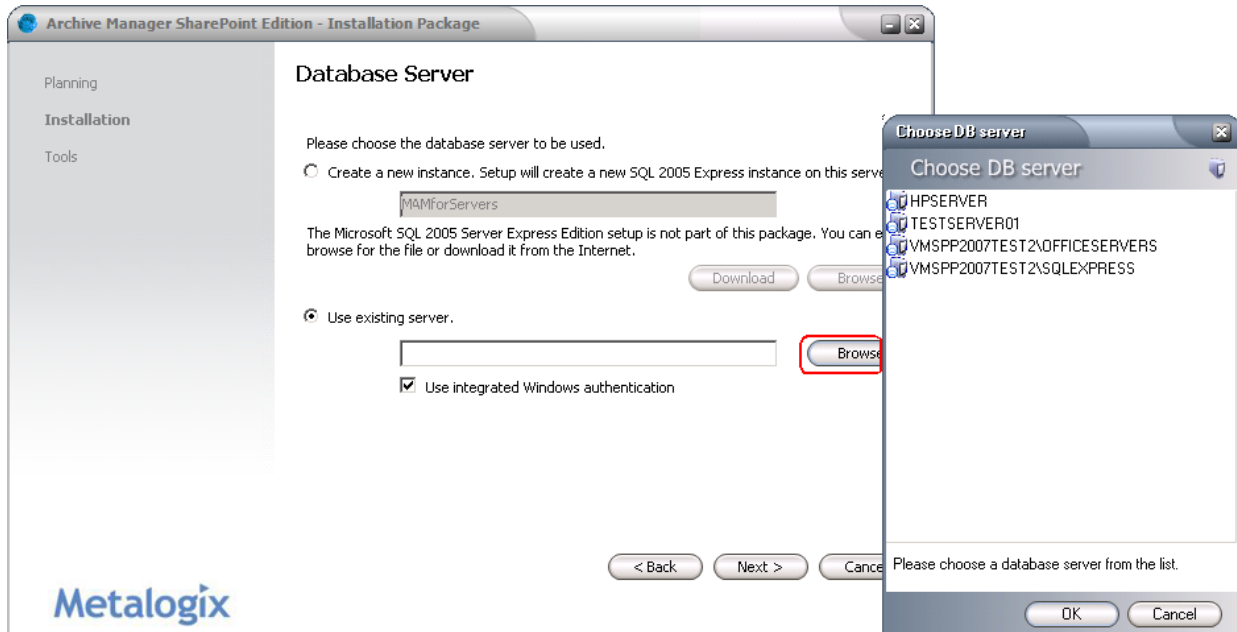 Archive Manager SharePoint Edition - Installation Package
Planning
Installation
Tools
Database Server
Please choose the database server to be used.
Create a new instance. Setup will create a new SQL 2005 Express instance on this serve
MAMforServers
The Microsoft SQL 2005 Server Express Edition setup is not part of this package. You can e
browse for the file or download it from the Internet.
Download
Browse
Use existing server.
Browse
Use integrated Windows authentication
< Back
Next >
Cance
Metalogix
Choose DB server
Choose DB server
HPSERVER
TESTSERVER01
VMSPP2007TEST2\OFFICESERVERS
VMSPP2007TEST2\SQLEXPRESS
Please choose a database server from the list.
OK
Cancel